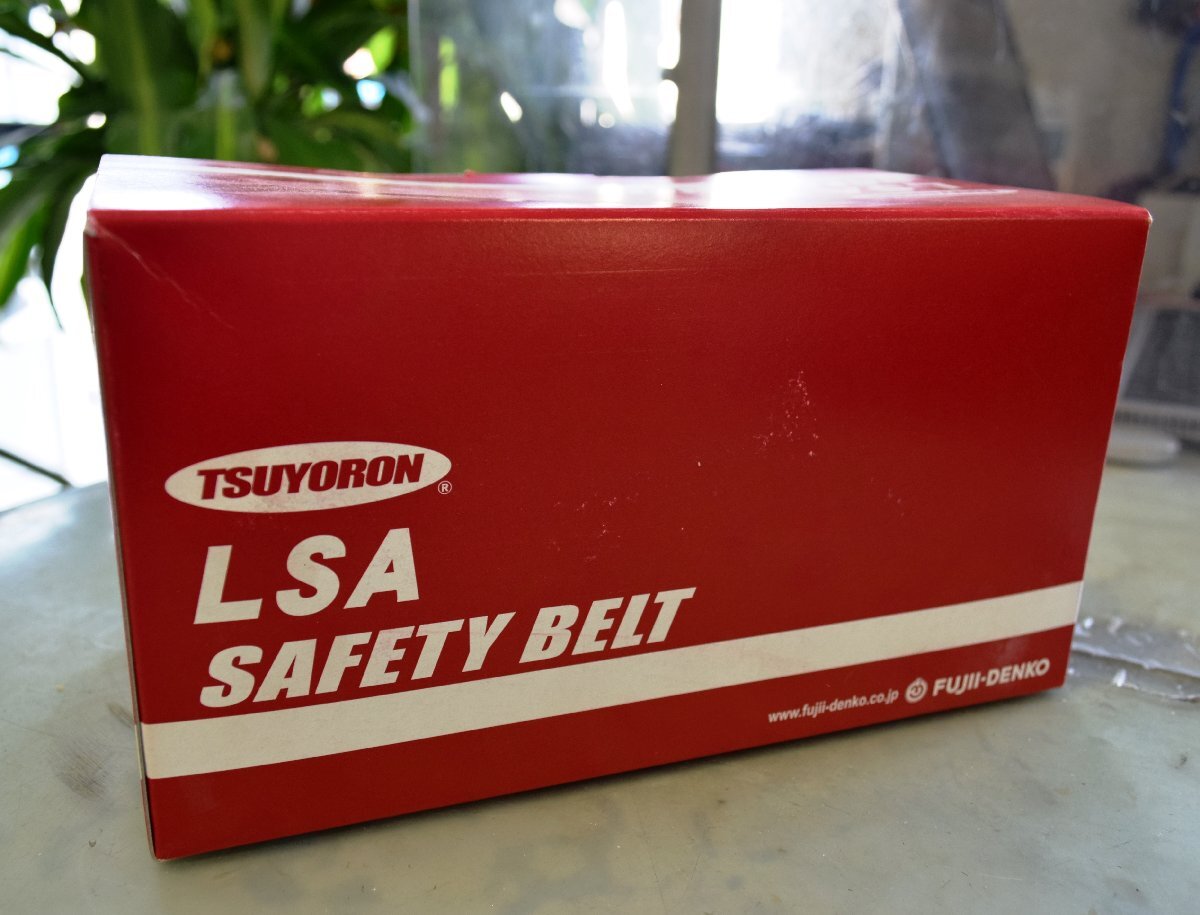 TSUYORON®
LSA
SAFETY BELT
www.fujii-denko.co.jp FUJII-DENKO